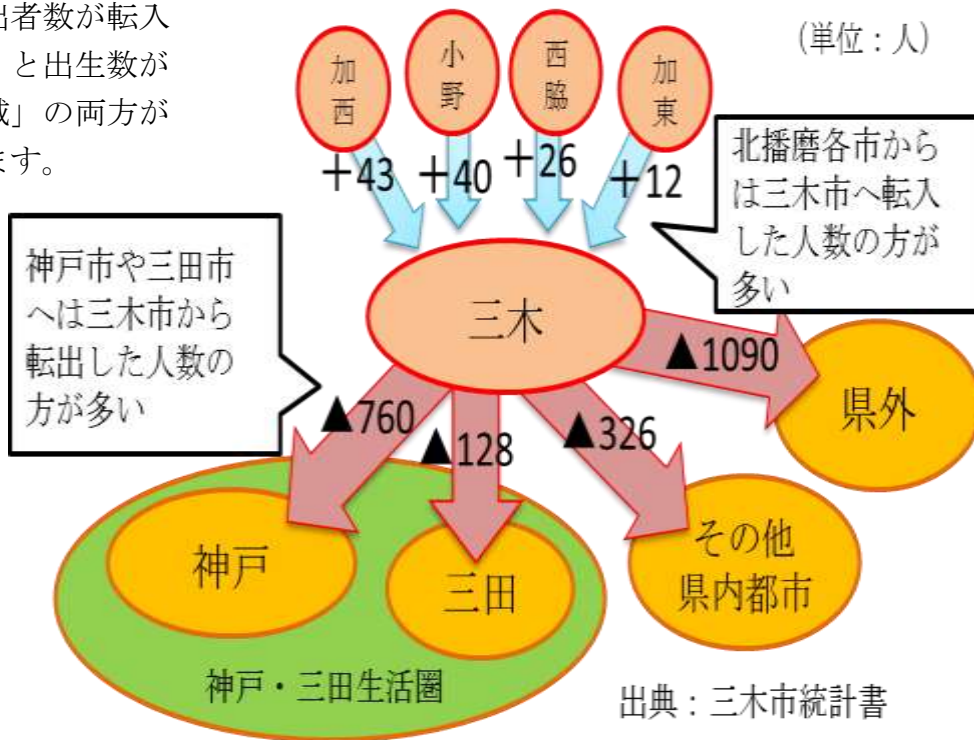 出者数が転入
」と出生数が
減」の両方が
ます。
(単位：人)
加西
小野
西脇
加東
+43
+40
+26
+12
北播磨各市から
は三木市へ転入
した人数の方が
多い
神戸市や三田市
へは三木市から
転出した人数の
方が多い
三木
▲760
▲128
▲326
▲1090
県外
神戸
三田
その他
県内都市
神戸・三田生活圏
出典：三木市統計書